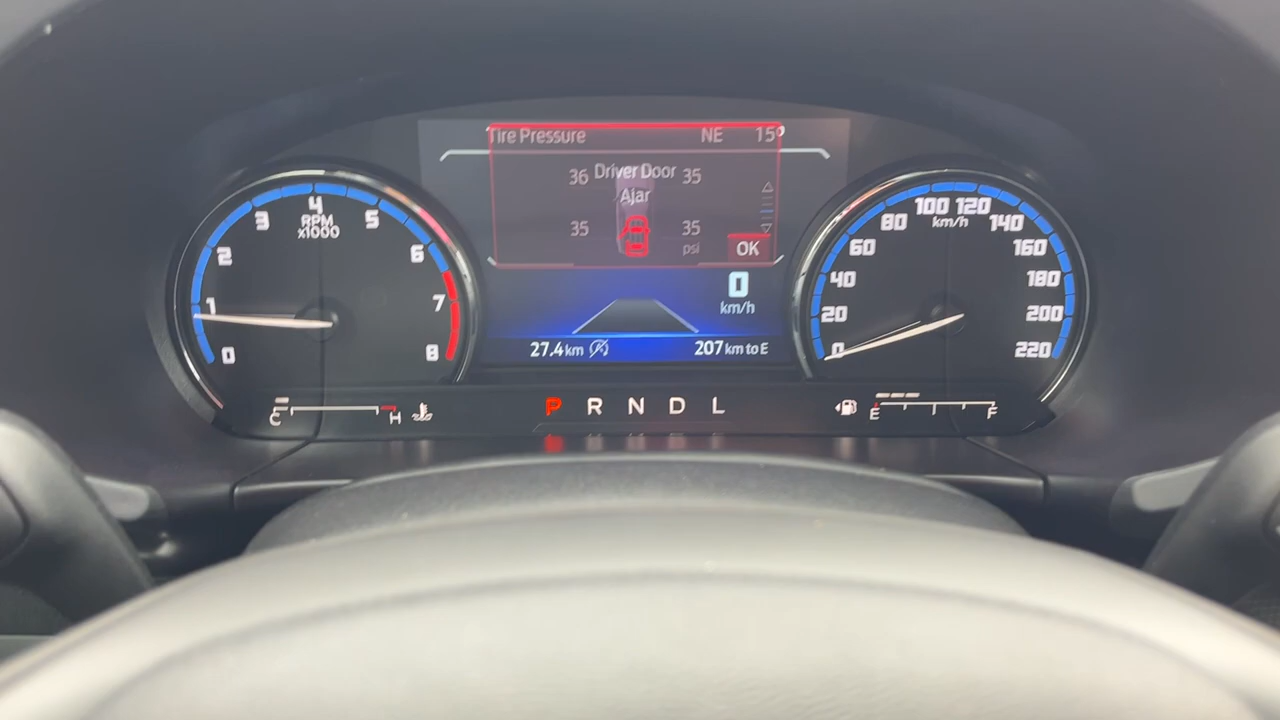 Tire Pressure NE 15°
36 Driver Door 35
Ajar
35 35
psi
OK
0
km/h
27.4 km 207 km to E
0 1 2 3 4 5 6 7 8
RPM
x1000
0 20 40 60 80 100 120 140 160 180 200 220
km/h
C H
P R N D L
E F